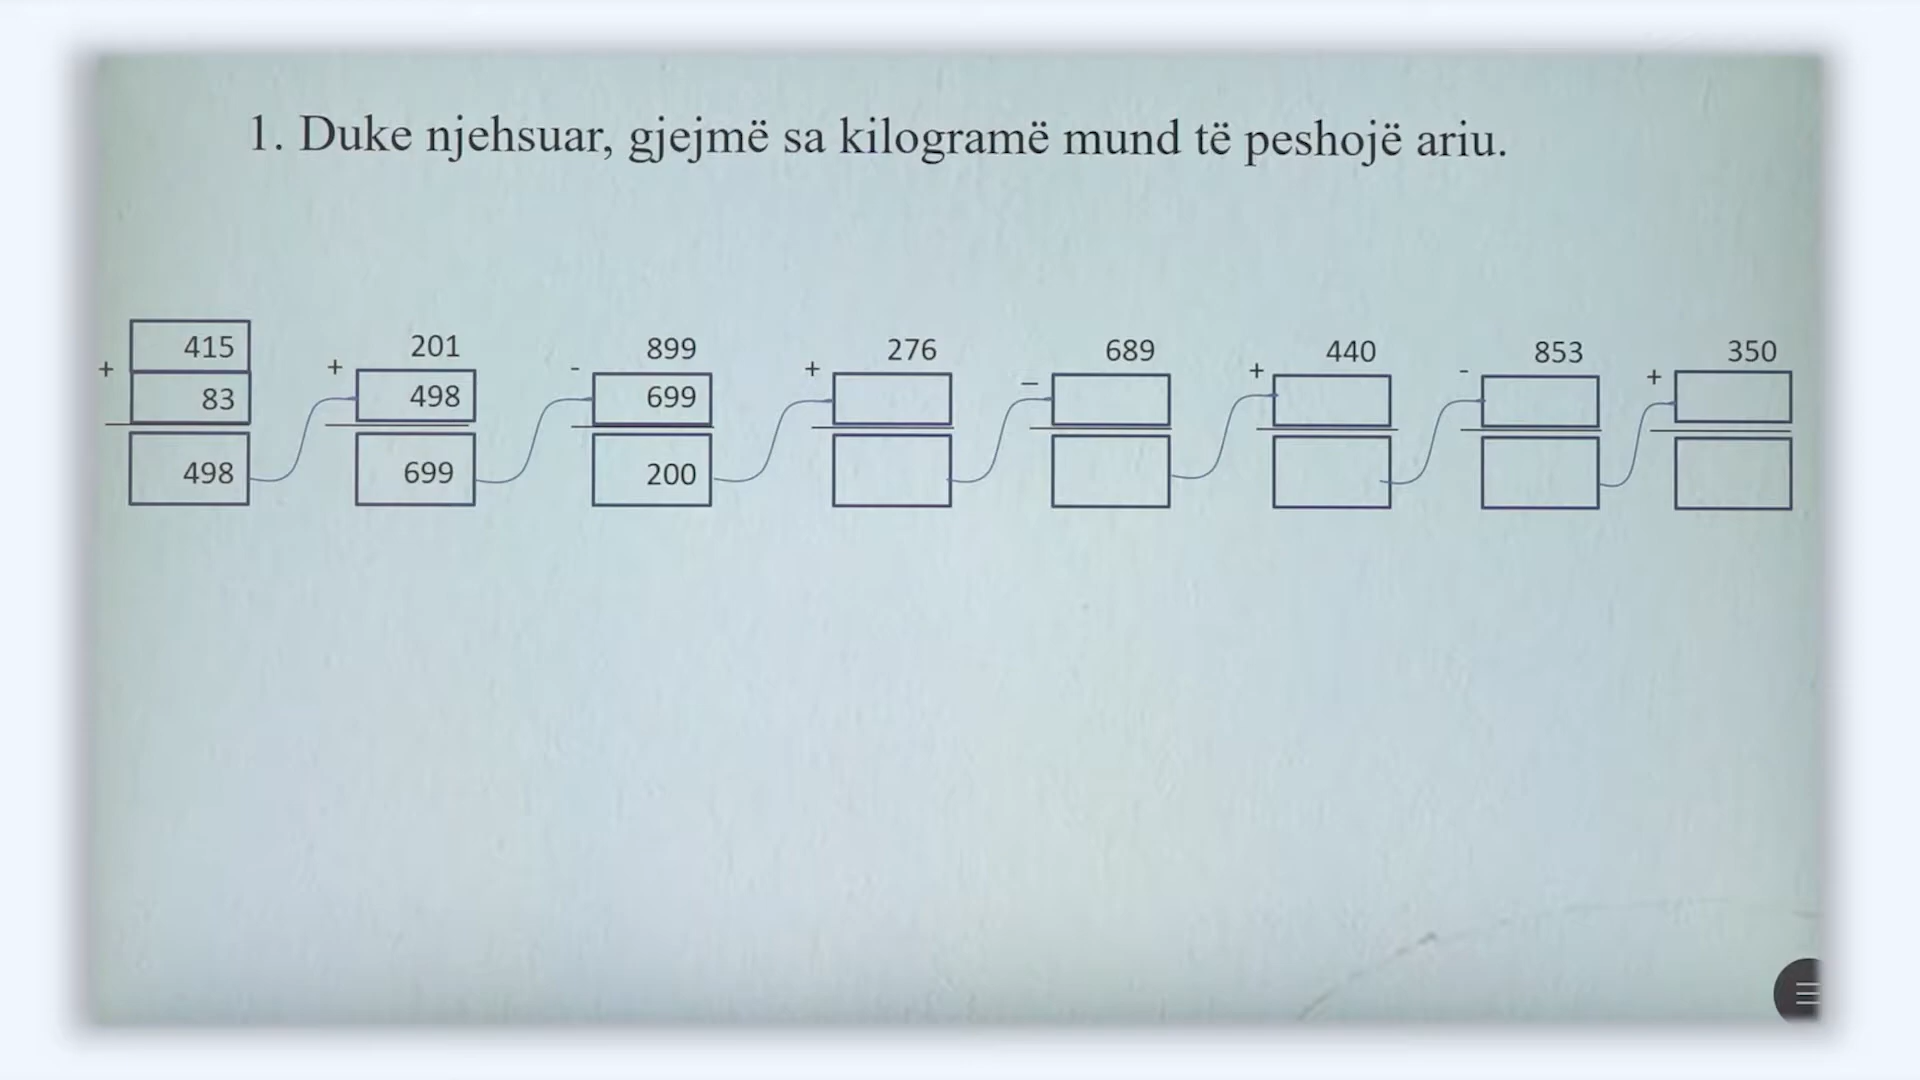 1. Duke njehsuar, gjejmë sa kilogramë mund të peshojë ariu.
415 201 899 276 689 440 853 350
+ + - + – + - +
83 498 699
498 699 200